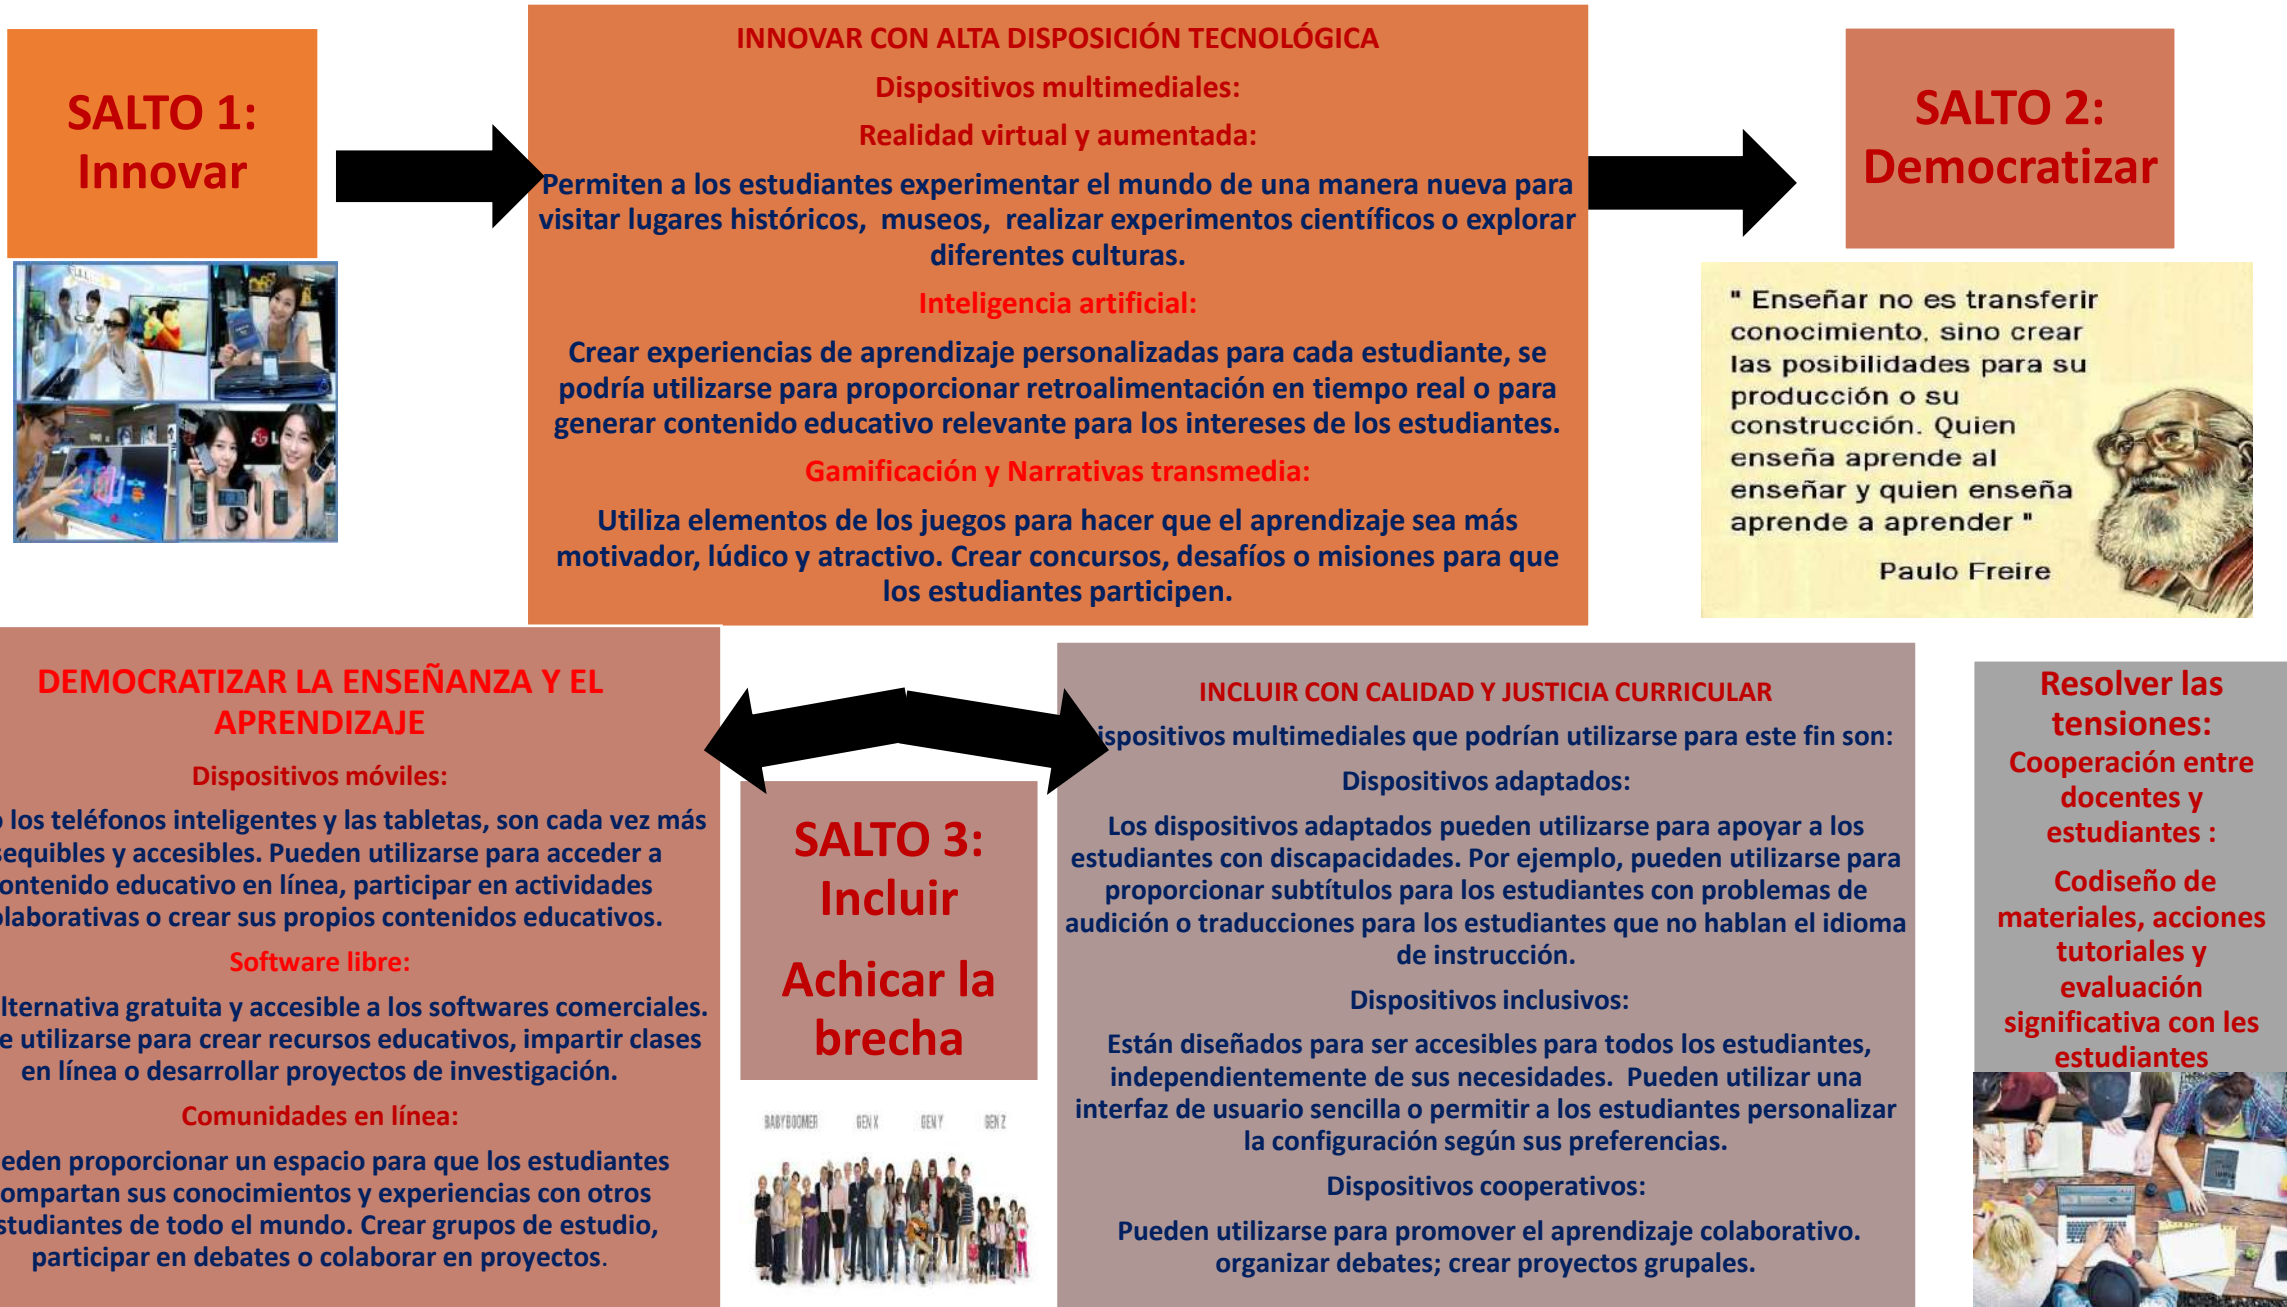 SALTO 1:
Innovar
INNOVAR CON ALTA DISPOSICIÓN TECNOLÓGICA
Dispositivos multimediales:
Realidad virtual y aumentada:
Permiten a los estudiantes experimentar el mundo de una manera nueva para
visitar lugares históricos, museos, realizar experimentos científicos o explorar
diferentes culturas.
Inteligencia artificial:
Crear experiencias de aprendizaje personalizadas para cada estudiante, se
podría utilizarse para proporcionar retroalimentación en tiempo real o para
generar contenido educativo relevante para los intereses de los estudiantes.
Gamificación y Narrativas transmedia:
Utiliza elementos de los juegos para hacer que el aprendizaje sea más
motivador, lúdico y atractivo. Crear concursos, desafíos o misiones para que
los estudiantes participen.
SALTO 2:
Democratizar
" Enseñar no es transferir
conocimiento, sino crear
las posibilidades para su
producción o su
construcción. Quien
enseña aprende al
enseñar y quien enseña
aprende a aprender "
Paulo Freire
DEMOCRATIZAR LA ENSEÑANZA Y EL
APRENDIZAJE
Dispositivos móviles:
o los teléfonos inteligentes y las tabletas, son cada vez más
sequibles y accesibles. Pueden utilizarse para acceder a
ontenido educativo en línea, participar en actividades
olaborativas o crear sus propios contenidos educativos.
Software libre:
lternativa gratuita y accesible a los softwares comerciales.
e utilizarse para crear recursos educativos, impartir clases
en línea o desarrollar proyectos de investigación.
Comunidades en línea:
eden proporcionar un espacio para que los estudiantes
ompartan sus conocimientos y experiencias con otros
studiantes de todo el mundo. Crear grupos de estudio,
participar en debates o colaborar en proyectos.
SALTO 3:
Incluir
Achicar la
brecha
BABYBOOMER GEN X GEN Y GEN Z
INCLUIR CON CALIDAD Y JUSTICIA CURRICULAR
ispositivos multimediales que podrían utilizarse para este fin son:
Dispositivos adaptados:
Los dispositivos adaptados pueden utilizarse para apoyar a los
estudiantes con discapacidades. Por ejemplo, pueden utilizarse para
proporcionar subtítulos para los estudiantes con problemas de
audición o traducciones para los estudiantes que no hablan el idioma
de instrucción.
Dispositivos inclusivos:
Están diseñados para ser accesibles para todos los estudiantes,
independientemente de sus necesidades. Pueden utilizar una
interfaz de usuario sencilla o permitir a los estudiantes personalizar
la configuración según sus preferencias.
Dispositivos cooperativos:
Pueden utilizarse para promover el aprendizaje colaborativo.
organizar debates; crear proyectos grupales.
Resolver las
tensiones:
Cooperación entre
docentes y
estudiantes :
Codiseño de
materiales, acciones
tutoriales y
evaluación
significativa con les
estudiantes